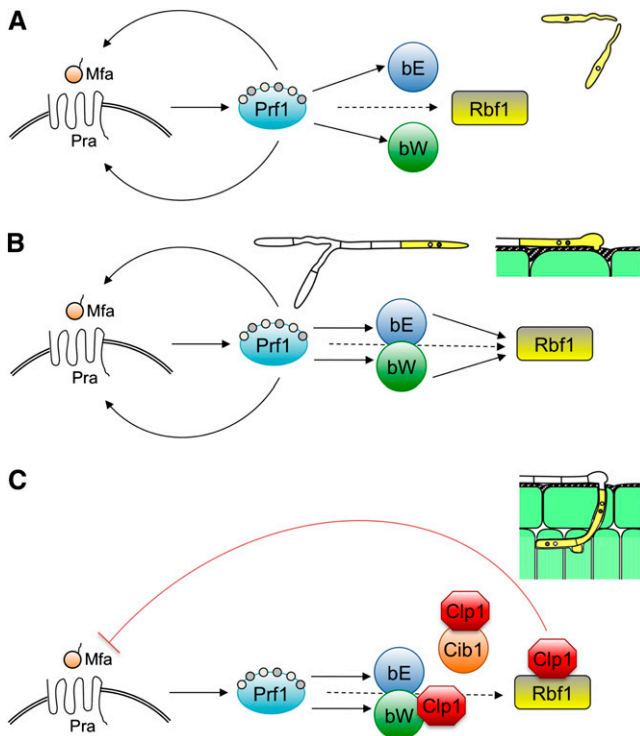 A
Mfa
Pra
Prf1
bE
bW
Rbf1
B
Mfa
Pra
Prf1
bE
bW
Rbf1
C
Mfa
Pra
Prf1
bE
bW
Clp1
Clp1
Cib1
Clp1
Rbf1